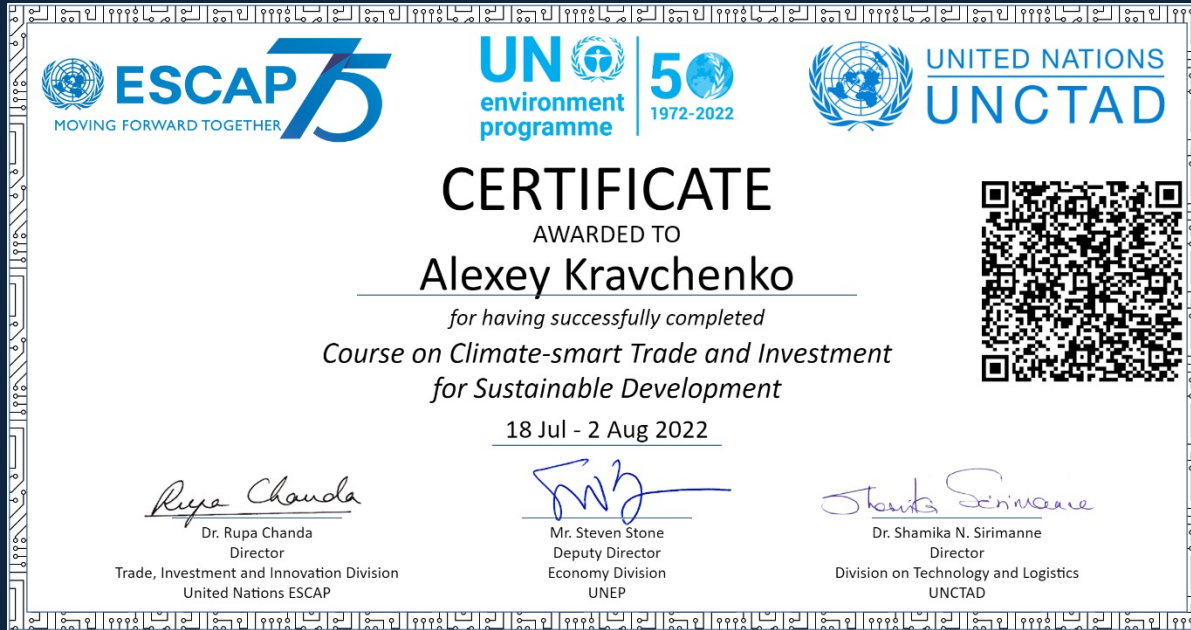 ESCAP 75
MOVING FORWARD TOGETHER
UN
environment
programme
50
1972-2022
UNITED NATIONS
UNCTAD
CERTIFICATE
AWARDED TO
Alexey Kravchenko
for having successfully completed
Course on Climate-smart Trade and Investment
for Sustainable Development
18 Jul - 2 Aug 2022
Rupa Chanda
Dr. Rupa Chanda
Director
Trade, Investment and Innovation Division
United Nations ESCAP
Mr. Steven Stone
Deputy Director
Economy Division
UNEP
Shamika Sirimanne
Dr. Shamika N. Sirimanne
Director
Division on Technology and Logistics
UNCTAD